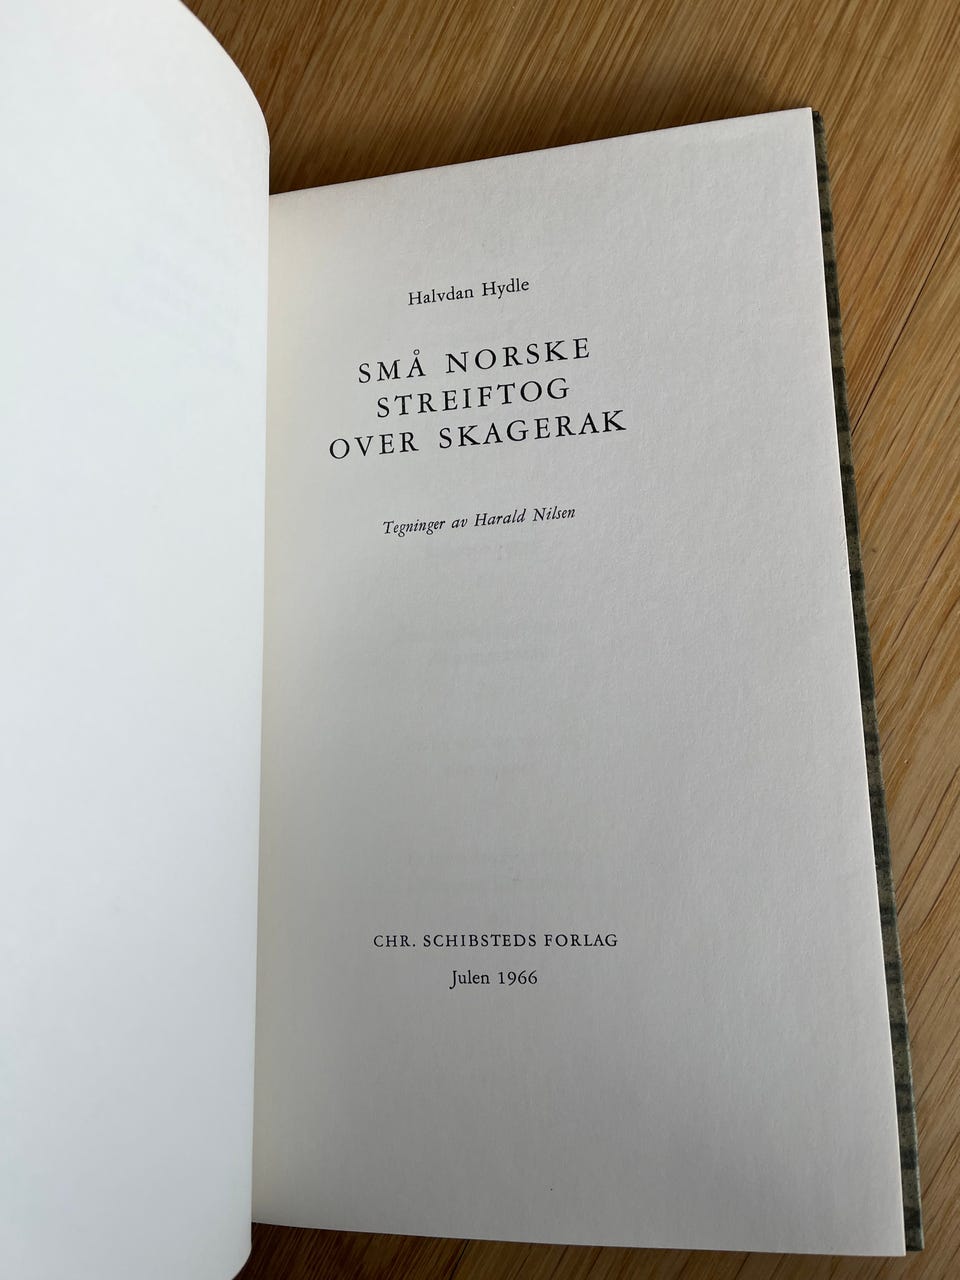 Halvdan Hydle
SMÅ NORSKE
STREIFTOG
OVER SKAGERAK
Tegninger av Harald Nilsen
CHR. SCHIBSTEDS FORLAG
Julen 1966